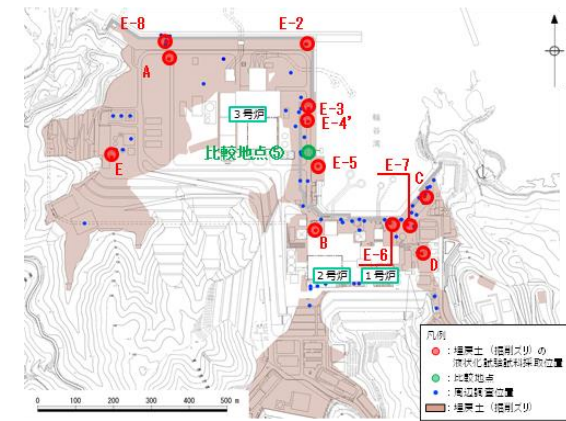 E-8
E-2
A
3号炉
E-3
E-4'
輪谷湾
比較地点⑤
E
E-5
E-7
C
B
E-6
D
2号炉
1号炉
凡例
：埋戻土（掘削ズリ）の
液状化試験試料採取位置
：比較地点
：周辺調査位置
：埋戻土（掘削ズリ）
0 100 200 300 400 500 m